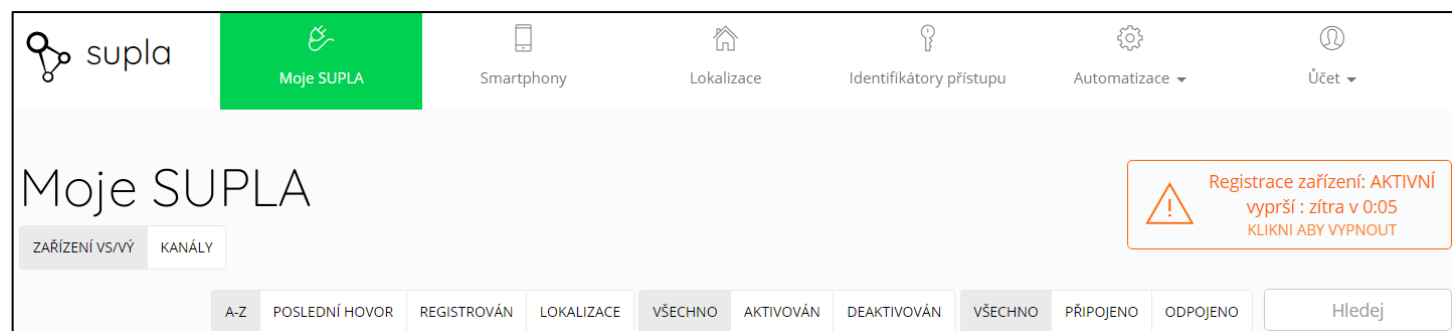 supla
Moje SUPLA
Smartphony
Lokalizace
Identifikátory přístupu
Automatizace
Účet
Moje SUPLA
Registrace zařízení: AKTIVNÍ
vyprší : zítra v 0:05
KLIKNI ABY VYPNOUT
ZAŘÍZENÍ VS/VÝ KANÁLY
A-Z POSLEDNÍ HOVOR REGISTROVÁN LOKALIZACE VŠECHNO AKTIVOVÁN DEAKTIVOVÁN VŠECHNO PŘIPOJENO ODPOJENO Hledej